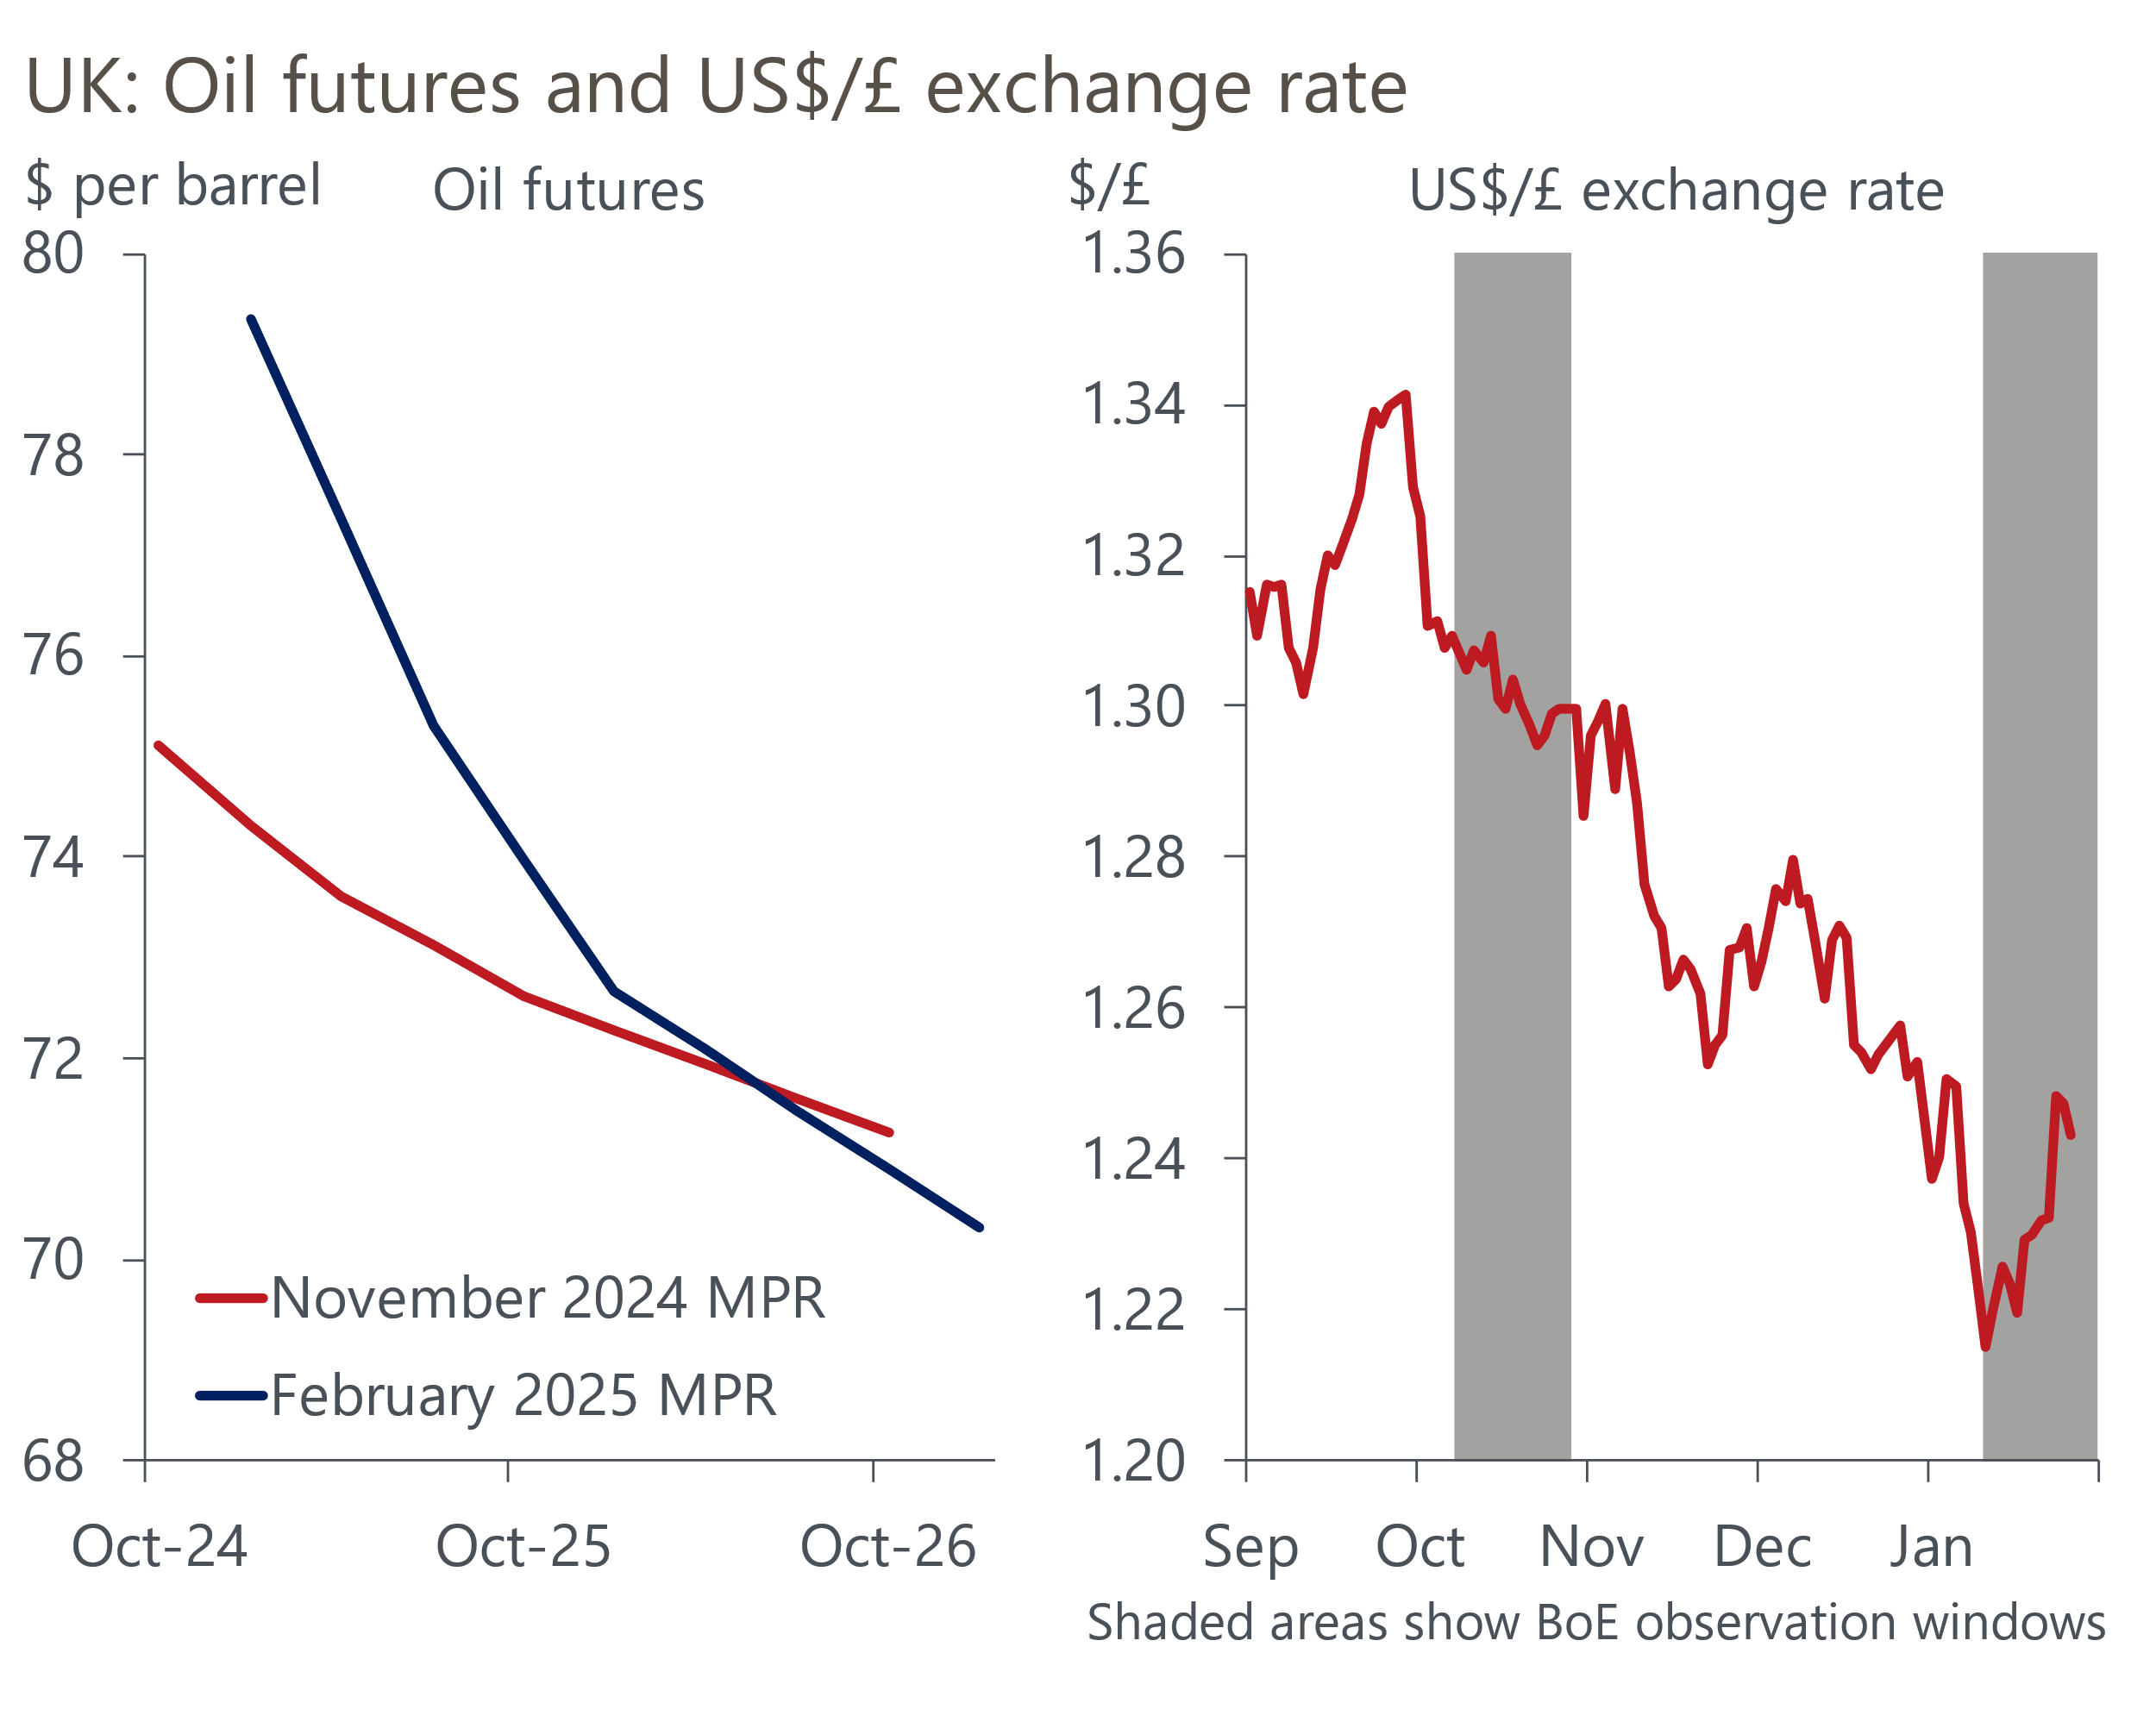 UK: Oil futures and US$/£ exchange rate
$ per barrel
Oil futures
80
78
76
74
72
70
68
November 2024 MPR
February 2025 MPR
Oct-24 Oct-25 Oct-26
$/£
US$/£ exchange rate
1.36
1.34
1.32
1.30
1.28
1.26
1.24
1.22
1.20
Sep Oct Nov Dec Jan
Shaded areas show BoE observation windows